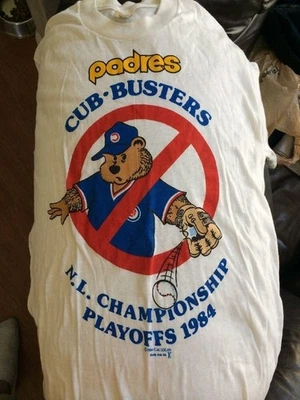 padres
CUB-BUSTERS
N.L. CHAMPIONSHIP
PLAYOFFS 1984